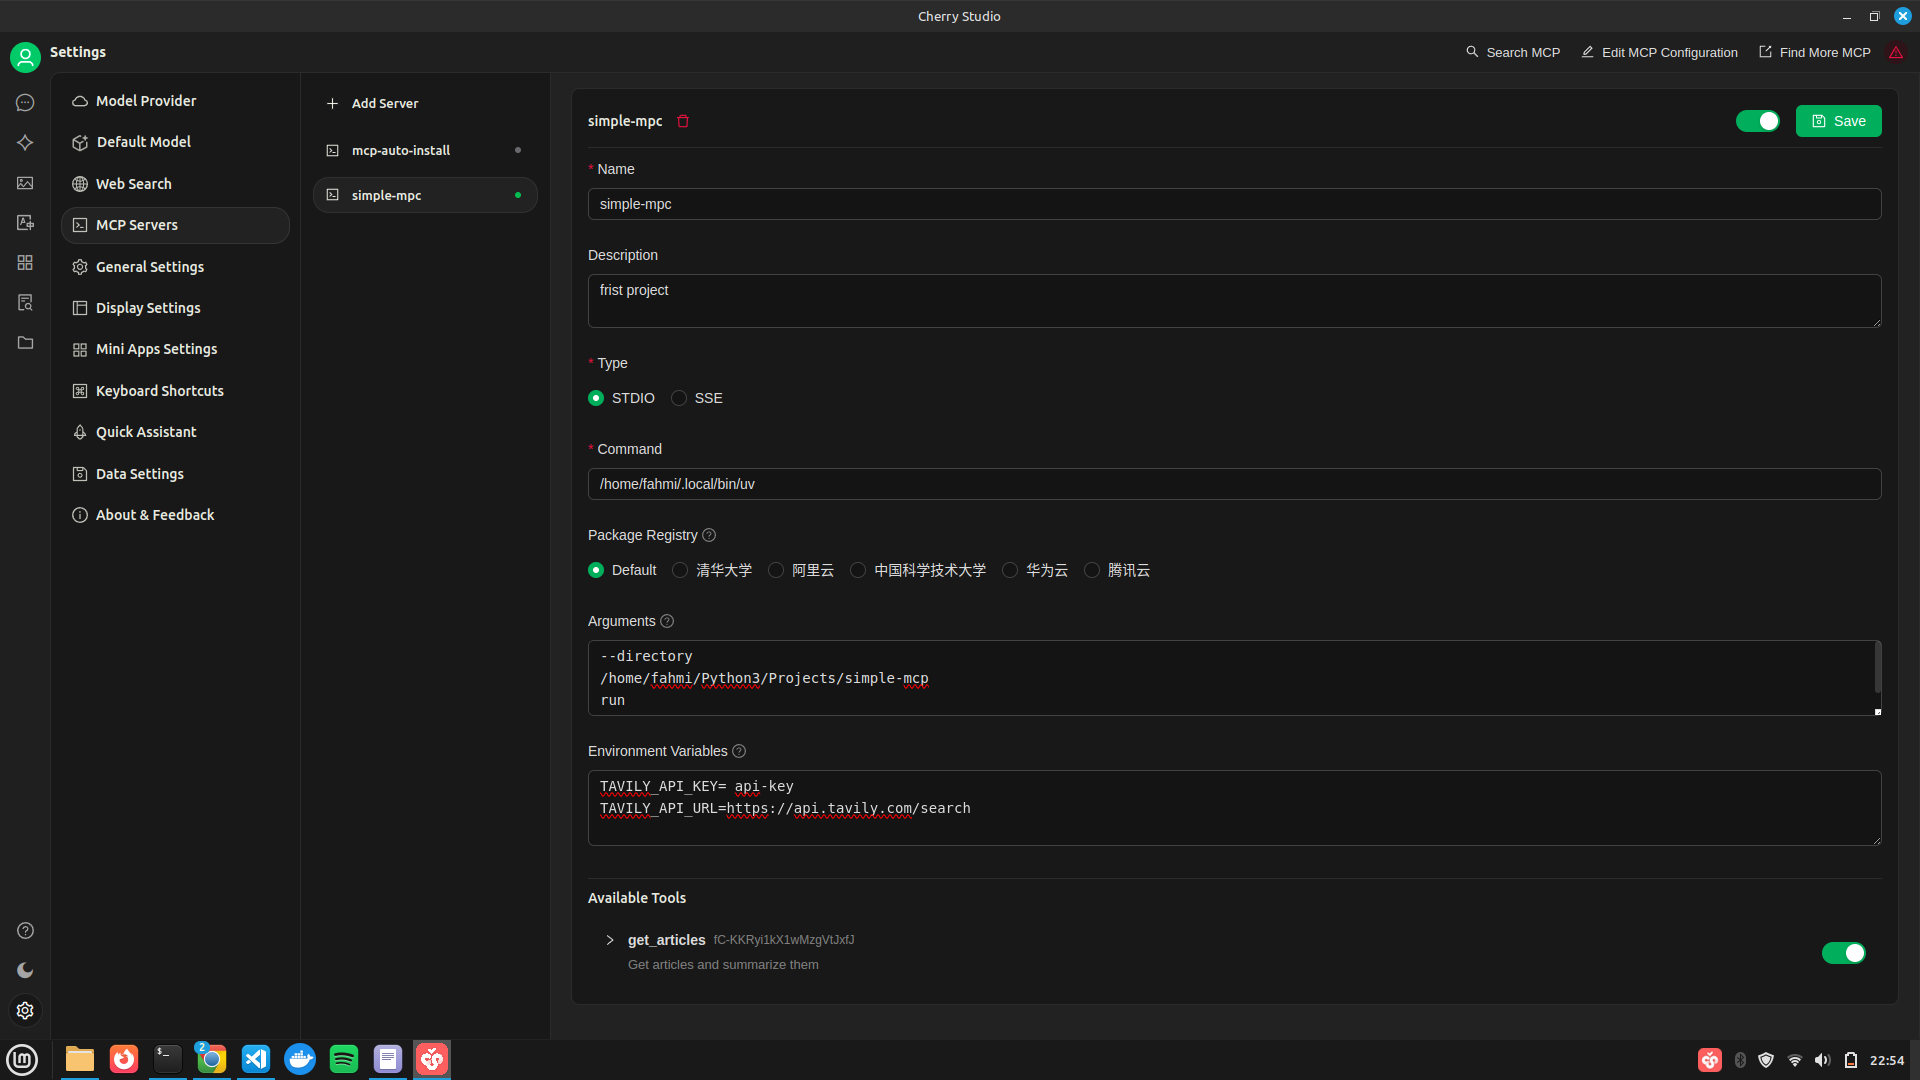 Cherry Studio
Settings
Search MCP
Edit MCP Configuration
Find More MCP
Model Provider
Default Model
Web Search
MCP Servers
General Settings
Display Settings
Mini Apps Settings
Keyboard Shortcuts
Quick Assistant
Data Settings
About & Feedback
Add Server
mcp-auto-install
simple-mpc
simple-mpc
Save
* Name
simple-mpc
Description
frist project
* Type
STDIO SSE
* Command
/home/fahmi/.local/bin/uv
Package Registry
Default 清华大学 阿里云 中国科学技术大学 华为云 腾讯云
Arguments
--directory
/home/fahmi/Python3/Projects/simple-mcp
run
Environment Variables
TAVILY_API_KEY= api-key
TAVILY_API_URL=https://api.tavily.com/search
Available Tools
get_articles fC-KKRyi1kX1wMzgVtJxfJ
Get articles and summarize them
2
22:54